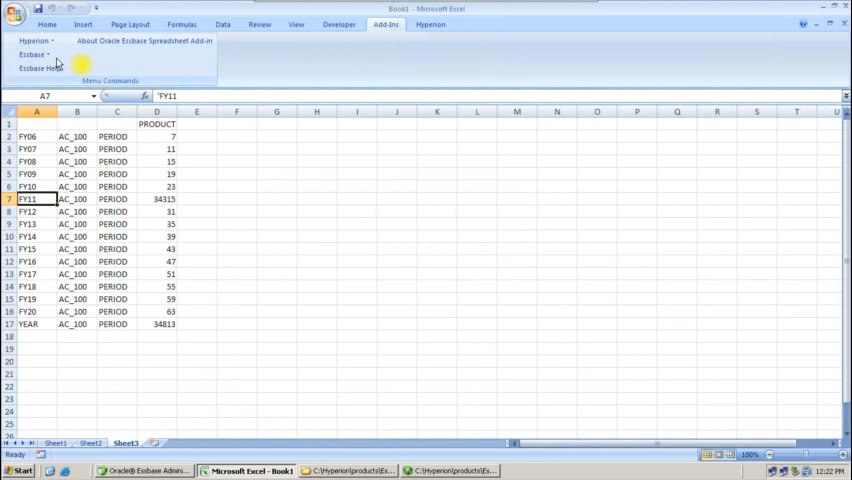 Book1 - Microsoft Excel
Home Insert Page Layout Formulas Data Review View Developer Add-Ins Hyperion
Hyperion About Oracle Essbase Spreadsheet Add-in
Essbase
Essbase Help
Menu Commands
A7 fx 'FY11
A B C D E F G H I J K L M N O P Q R S T U
1 PRODUCT
2 FY06 AC_100 PERIOD 7
3 FY07 AC_100 PERIOD 11
4 FY08 AC_100 PERIOD 15
5 FY09 AC_100 PERIOD 19
6 FY10 AC_100 PERIOD 23
7 FY11 AC_100 PERIOD 34315
8 FY12 AC_100 PERIOD 31
9 FY13 AC_100 PERIOD 35
10 FY14 AC_100 PERIOD 39
11 FY15 AC_100 PERIOD 43
12 FY16 AC_100 PERIOD 47
13 FY17 AC_100 PERIOD 51
14 FY18 AC_100 PERIOD 55
15 FY19 AC_100 PERIOD 59
16 FY20 AC_100 PERIOD 63
17 YEAR AC_100 PERIOD 34813
18
19
20
21
22
23
24
25
26
Sheet1 Sheet2 Sheet3
Ready 100%
Start Oracle® Essbase Adminis... Microsoft Excel - Book1 C:\Hyperion\products\Es... C:\Hyperion\products\Es... 12:22 PM